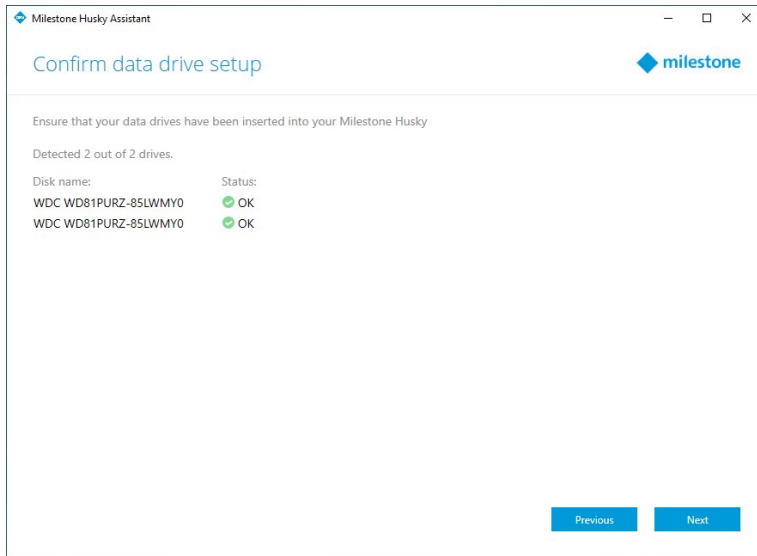 Milestone Husky Assistant
Confirm data drive setup
milestone
Ensure that your data drives have been inserted into your Milestone Husky
Detected 2 out of 2 drives.
Disk name: Status:
WDC WD81PURZ-85LWMY0 OK
WDC WD81PURZ-85LWMY0 OK
Previous Next